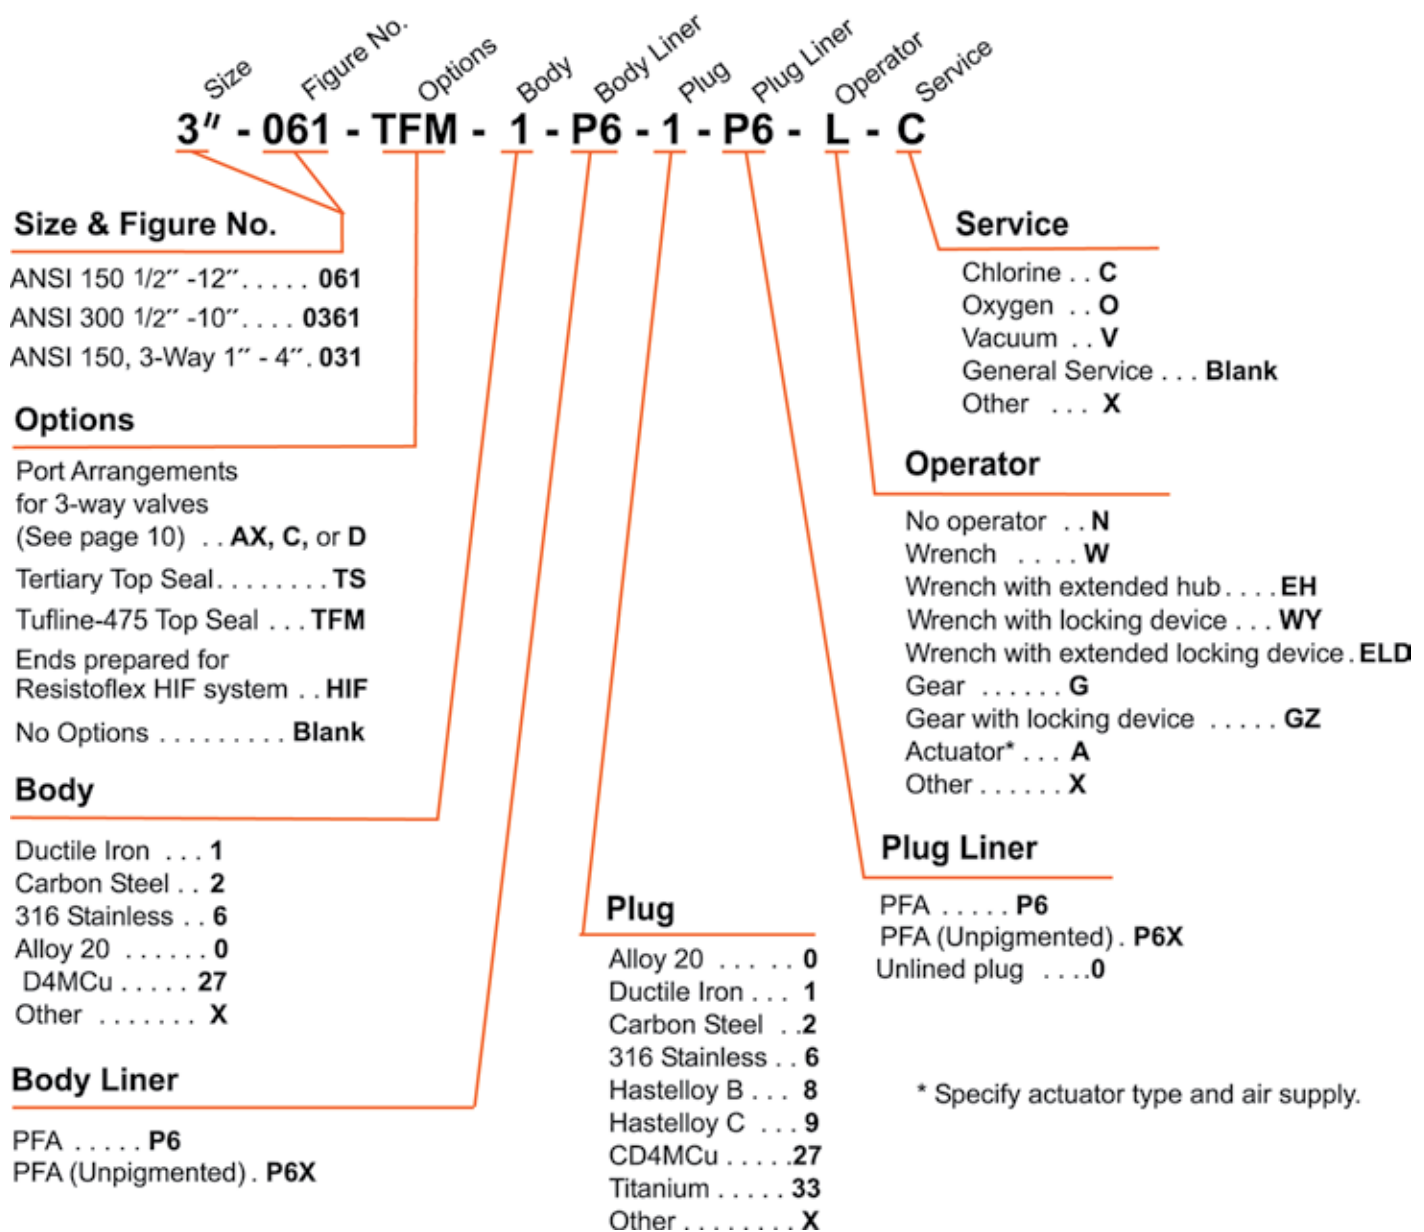 Size Figure No. Options Body Body Liner Plug Plug Liner Operator Service
3" - 061 - TFM - 1 - P6 - 1 - P6 - L - C
Size & Figure No.
ANSI 150 1/2″ -12″. . . . . 061
ANSI 300 1/2″ -10″. . . . 0361
ANSI 150, 3-Way 1″ - 4″. 031
Options
Port Arrangements
for 3-way valves
(See page 10) . . AX, C, or D
Tertiary Top Seal. . . . . . . . TS
Tufline-475 Top Seal . . . TFM
Ends prepared for
Resistoflex HIF system . . HIF
No Options . . . . . . . . . Blank
Body
Ductile Iron . . . 1
Carbon Steel . . 2
316 Stainless . . 6
Alloy 20 . . . . . . 0
D4MCu . . . . . 27
Other . . . . . . . X
Body Liner
PFA . . . . . P6
PFA (Unpigmented) . P6X
Plug
Alloy 20 . . . . . 0
Ductile Iron . . . 1
Carbon Steel . .2
316 Stainless . . 6
Hastelloy B . . . 8
Hastelloy C . . . 9
CD4MCu . . . . .27
Titanium . . . . . 33
Other . . . . . . . . X
Service
Chlorine . . C
Oxygen . . O
Vacuum . . V
General Service . . . Blank
Other . . . X
Operator
No operator . . N
Wrench . . . . W
Wrench with extended hub. . . . EH
Wrench with locking device . . . WY
Wrench with extended locking device . ELD
Gear . . . . . . G
Gear with locking device . . . . . GZ
Actuator* . . . A
Other . . . . . . X
Plug Liner
PFA . . . . . P6
PFA (Unpigmented) . P6X
Unlined plug . . . .0
* Specify actuator type and air supply.